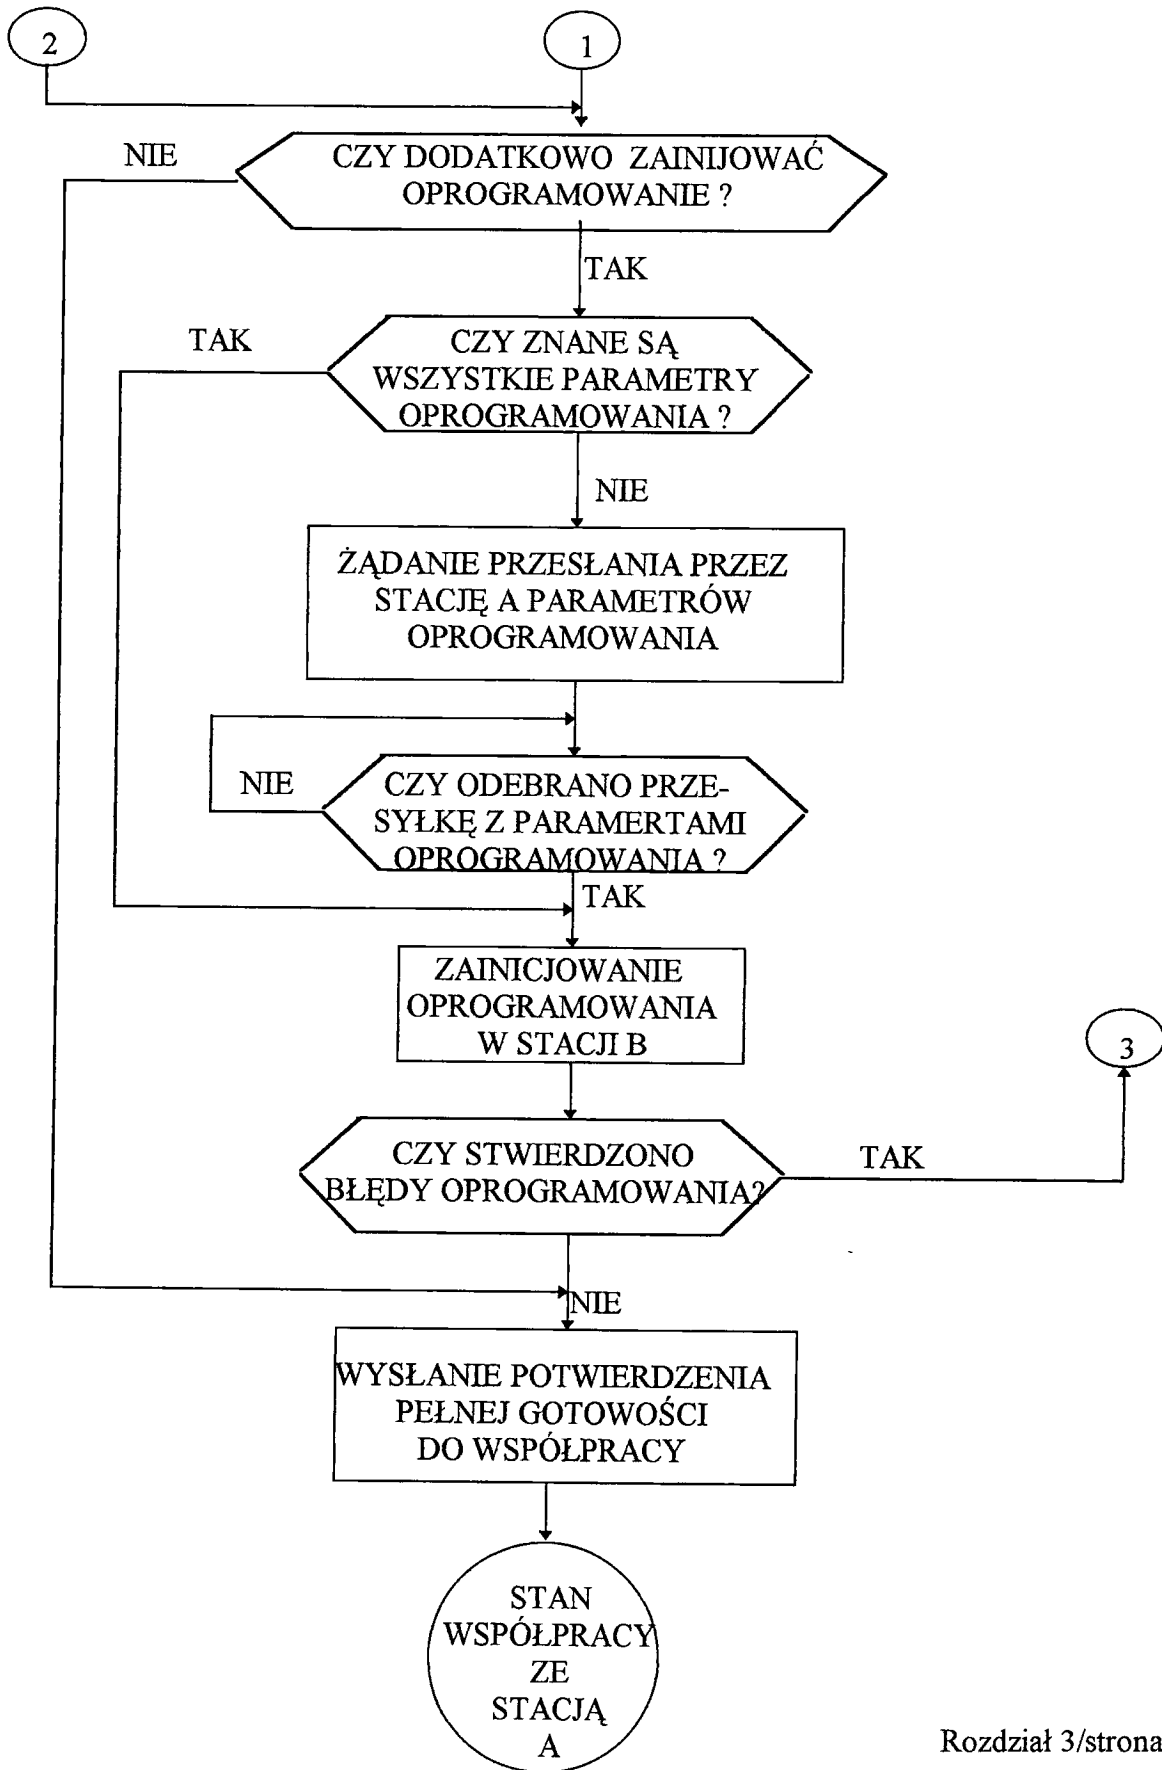 2
1
NIE
CZY DODATKOWO ZAINIJOWAĆ
OPROGRAMOWANIE ?
TAK
TAK
CZY ZNANE SĄ
WSZYSTKIE PARAMETRY
OPROGRAMOWANIA ?
NIE
ŻĄDANIE PRZESŁANIA PRZEZ
STACJĘ A PARAMETRÓW
OPROGRAMOWANIA
NIE
CZY ODEBRANO PRZE-
SYŁKĘ Z PARAMERTAMI
OPROGRAMOWANIA ?
TAK
ZAINICJOWANIE
OPROGRAMOWANIA
W STACJI B
3
CZY STWIERDZONO
BŁĘDY OPROGRAMOWANIA?
TAK
NIE
WYSŁANIE POTWIERDZENIA
PEŁNEJ GOTOWOŚCI
DO WSPÓŁPRACY
STAN
WSPÓŁPRACY
ZE
STACJĄ
A
Rozdział 3/strona